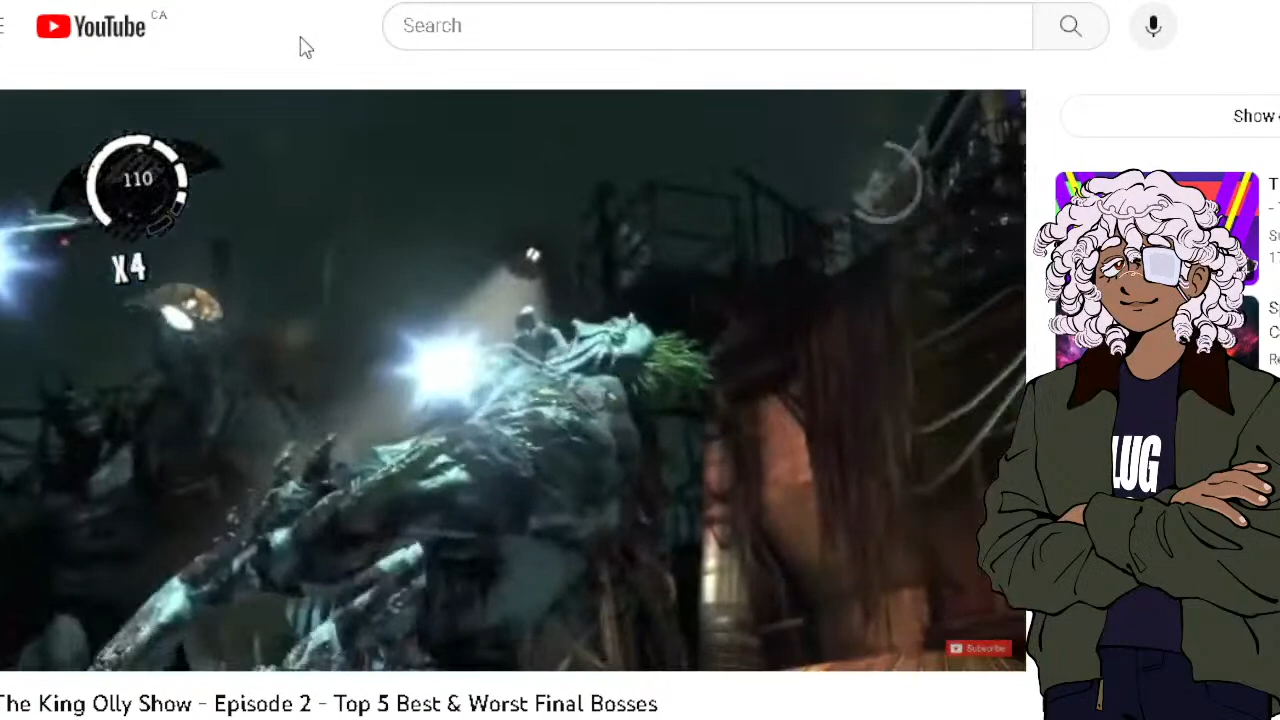 YouTube CA
Search
Show
110
X4
LUG
Subscribe
The King Olly Show - Episode 2 - Top 5 Best & Worst Final Bosses